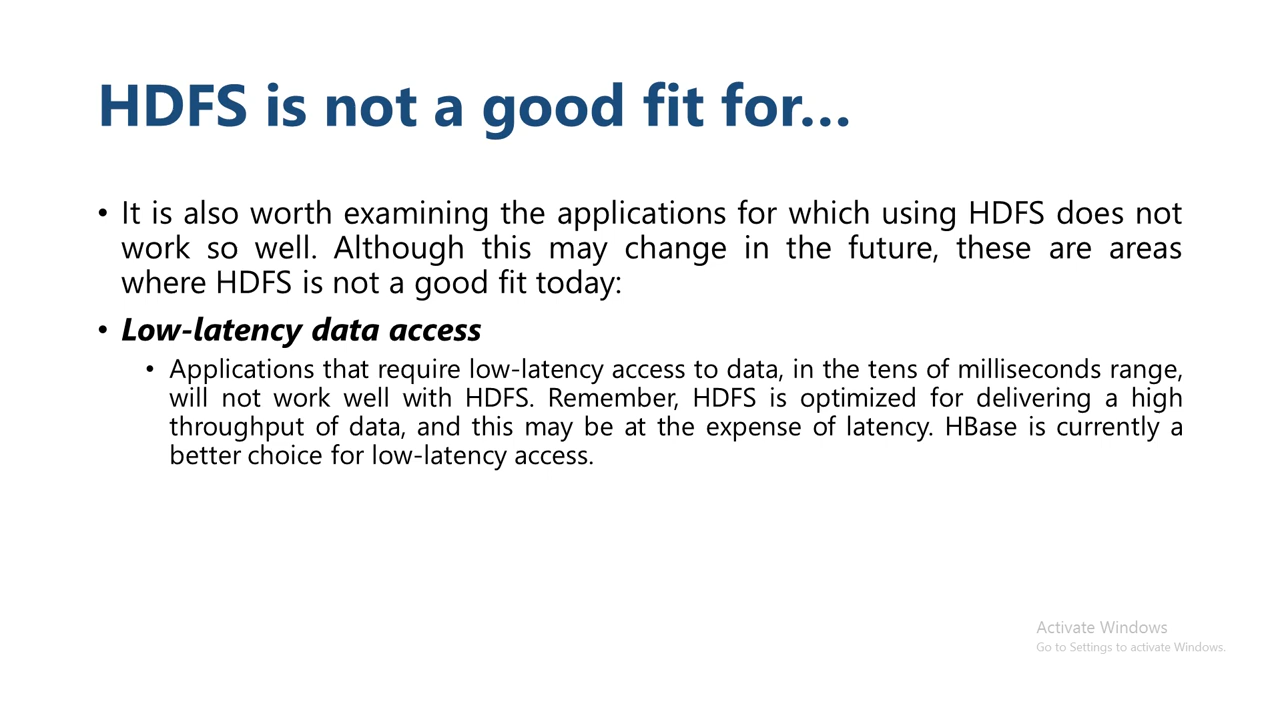 HDFS is not a good fit for...
• It is also worth examining the applications for which using HDFS does not
work so well. Although this may change in the future, these are areas
where HDFS is not a good fit today:
• Low-latency data access
• Applications that require low-latency access to data, in the tens of milliseconds range,
will not work well with HDFS. Remember, HDFS is optimized for delivering a high
throughput of data, and this may be at the expense of latency. HBase is currently a
better choice for low-latency access.
Activate Windows
Go to Settings to activate Windows.